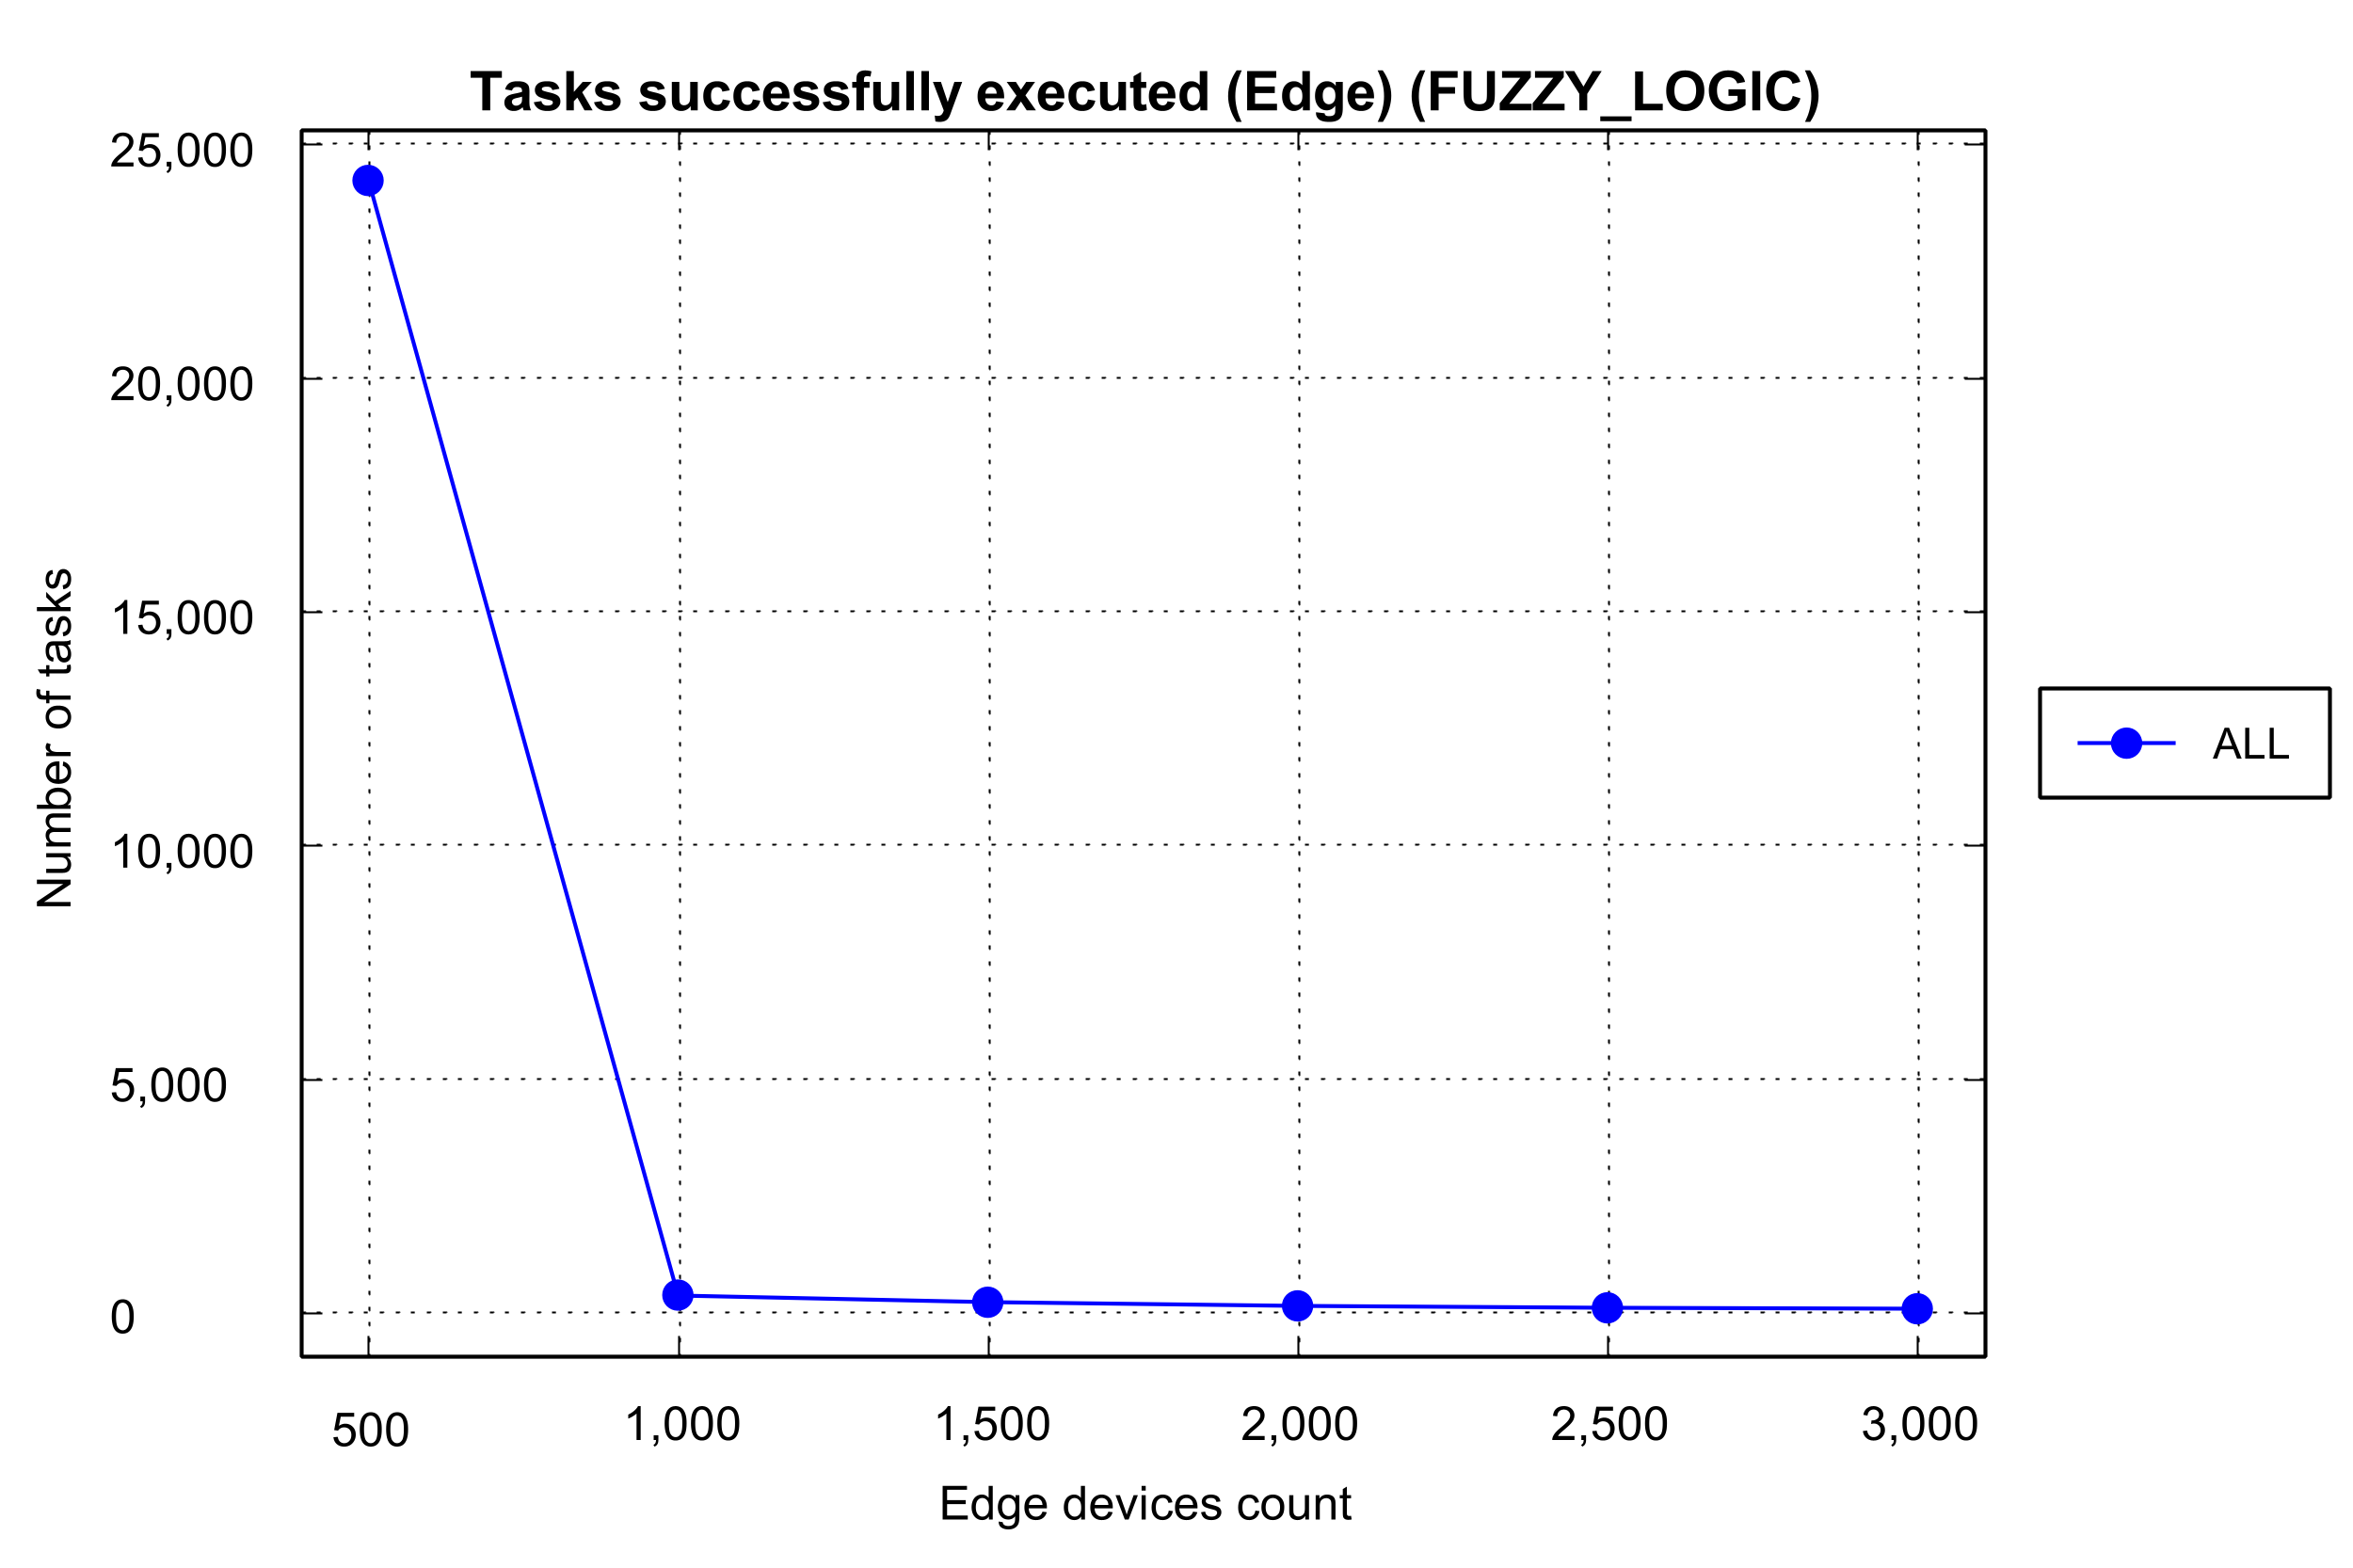 Tasks successfully executed (Edge) (FUZZY_LOGIC)
25,000
20,000
15,000
10,000
5,000
0
Number of tasks
500 1,000 1,500 2,000 2,500 3,000
Edge devices count
ALL